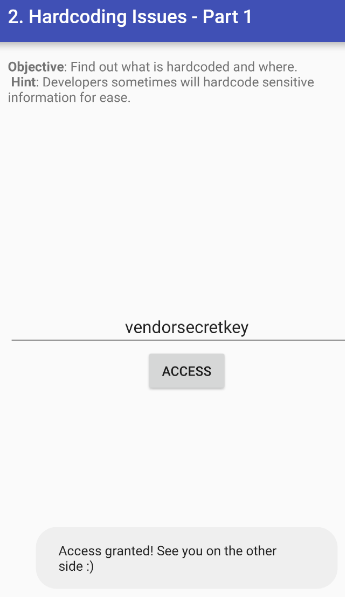 2. Hardcoding Issues - Part 1
Objective: Find out what is hardcoded and where.
Hint: Developers sometimes will hardcode sensitive
information for ease.
vendorsecretkey
ACCESS
Access granted! See you on the other
side :)